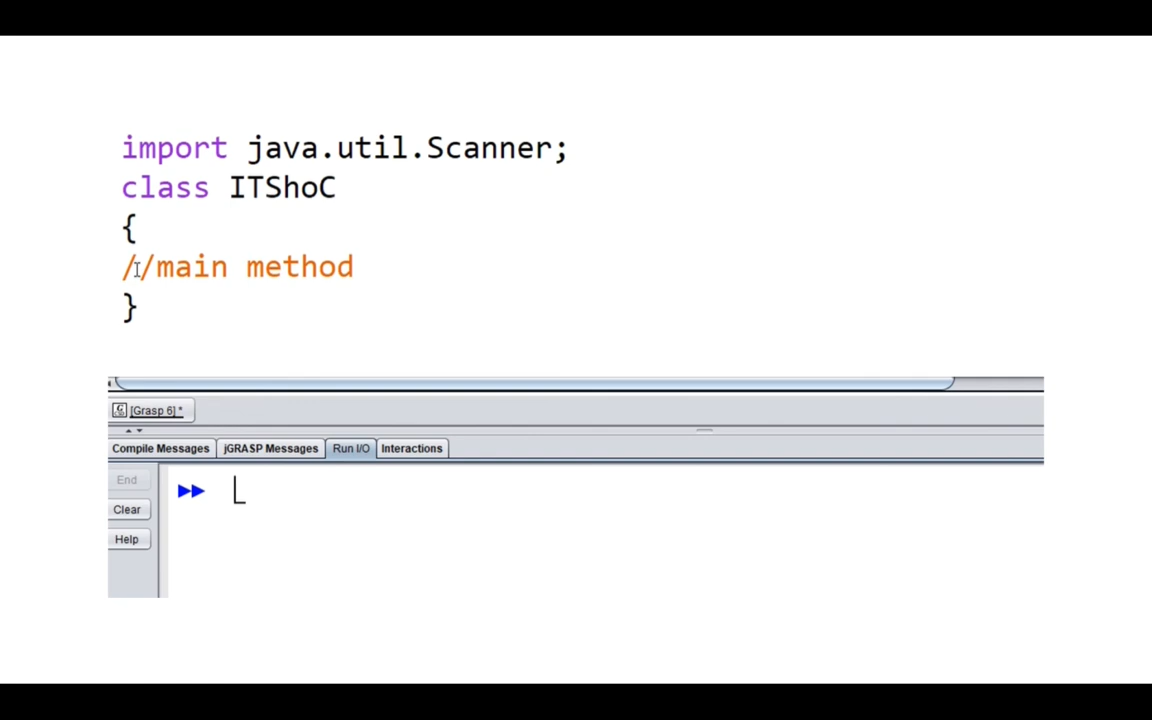 import java.util.Scanner;
class ITShoC
{
//main method
}
[Grasp 6] *
Compile Messages jGRASP Messages Run I/O Interactions
End
Clear
Help